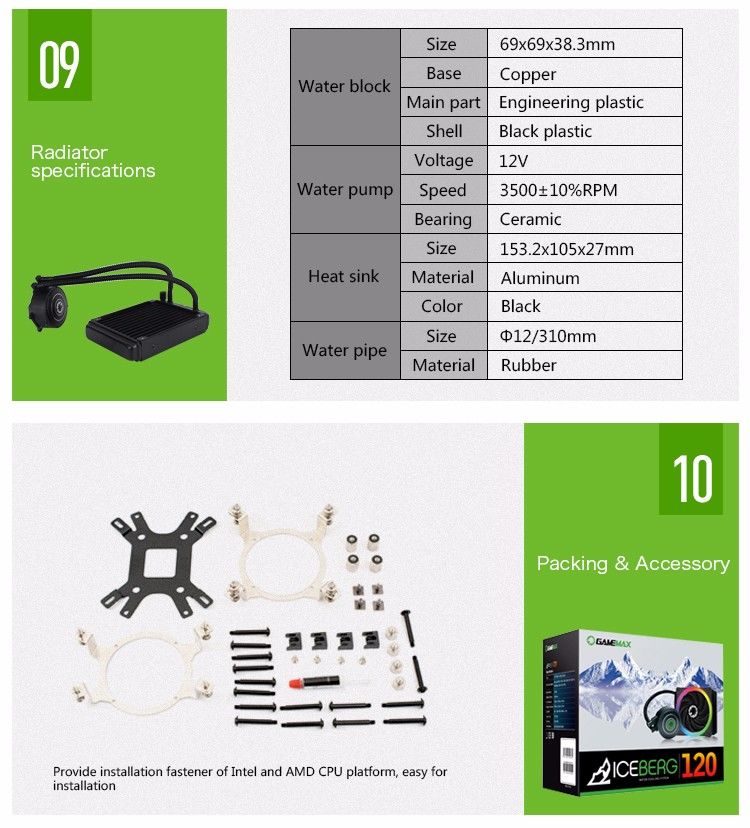 09
Radiator
specifications
Water block
Size 69x69x38.3mm
Base Copper
Main part Engineering plastic
Shell Black plastic
Water pump
Voltage 12V
Speed 3500±10%RPM
Bearing Ceramic
Heat sink
Size 153.2x105x27mm
Material Aluminum
Color Black
Water pipe
Size Φ12/310mm
Material Rubber
10
Packing & Accessory
GAMEMAX
ICEBERG 120
Provide installation fastener of Intel and AMD CPU platform, easy for
installation